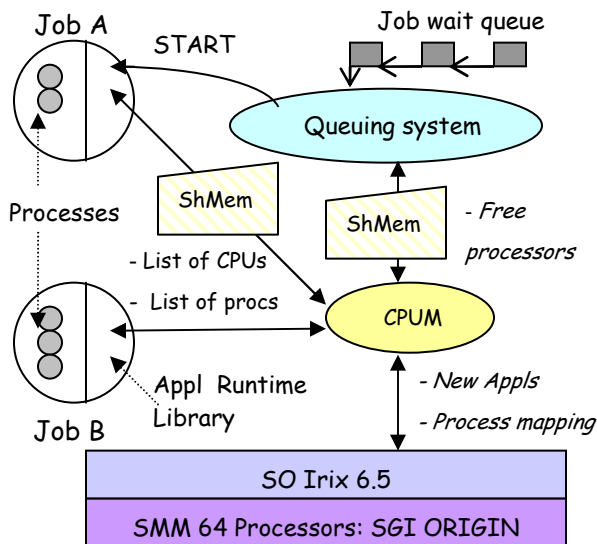 Job A
START
Job wait queue
Queuing system
ShMem
ShMem
- Free
processors
Processes
- List of CPUs
- List of procs
CPUM
Appl Runtime
Library
Job B
- New Appls
- Process mapping
SO Irix 6.5
SMM 64 Processors: SGI ORIGIN